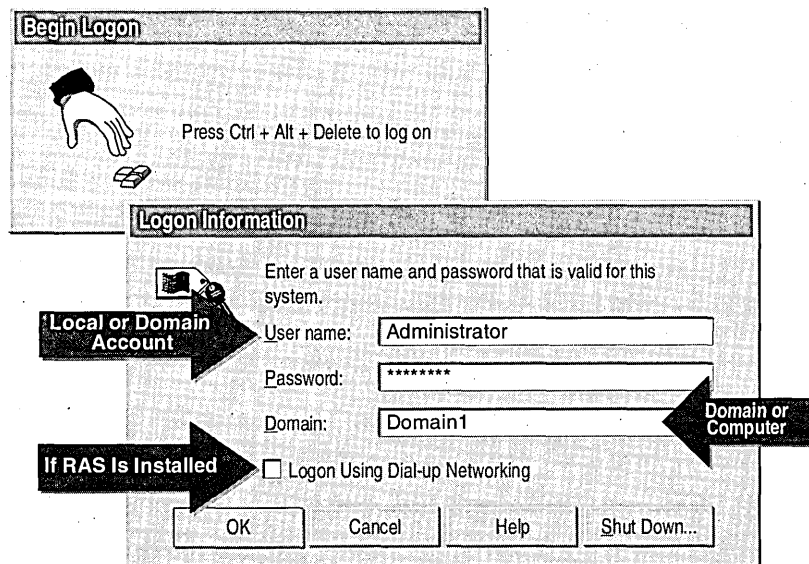 Begin Logon
Press Ctrl + Alt + Delete to log on
Logon Information
Enter a user name and password that is valid for this
system.
Local or Domain
Account
User name:
Administrator
Password:
********
Domain:
Domain1
Domain or
Computer
If RAS Is Installed
Logon Using Dial-up Networking
OK
Cancel
Help
Shut Down...